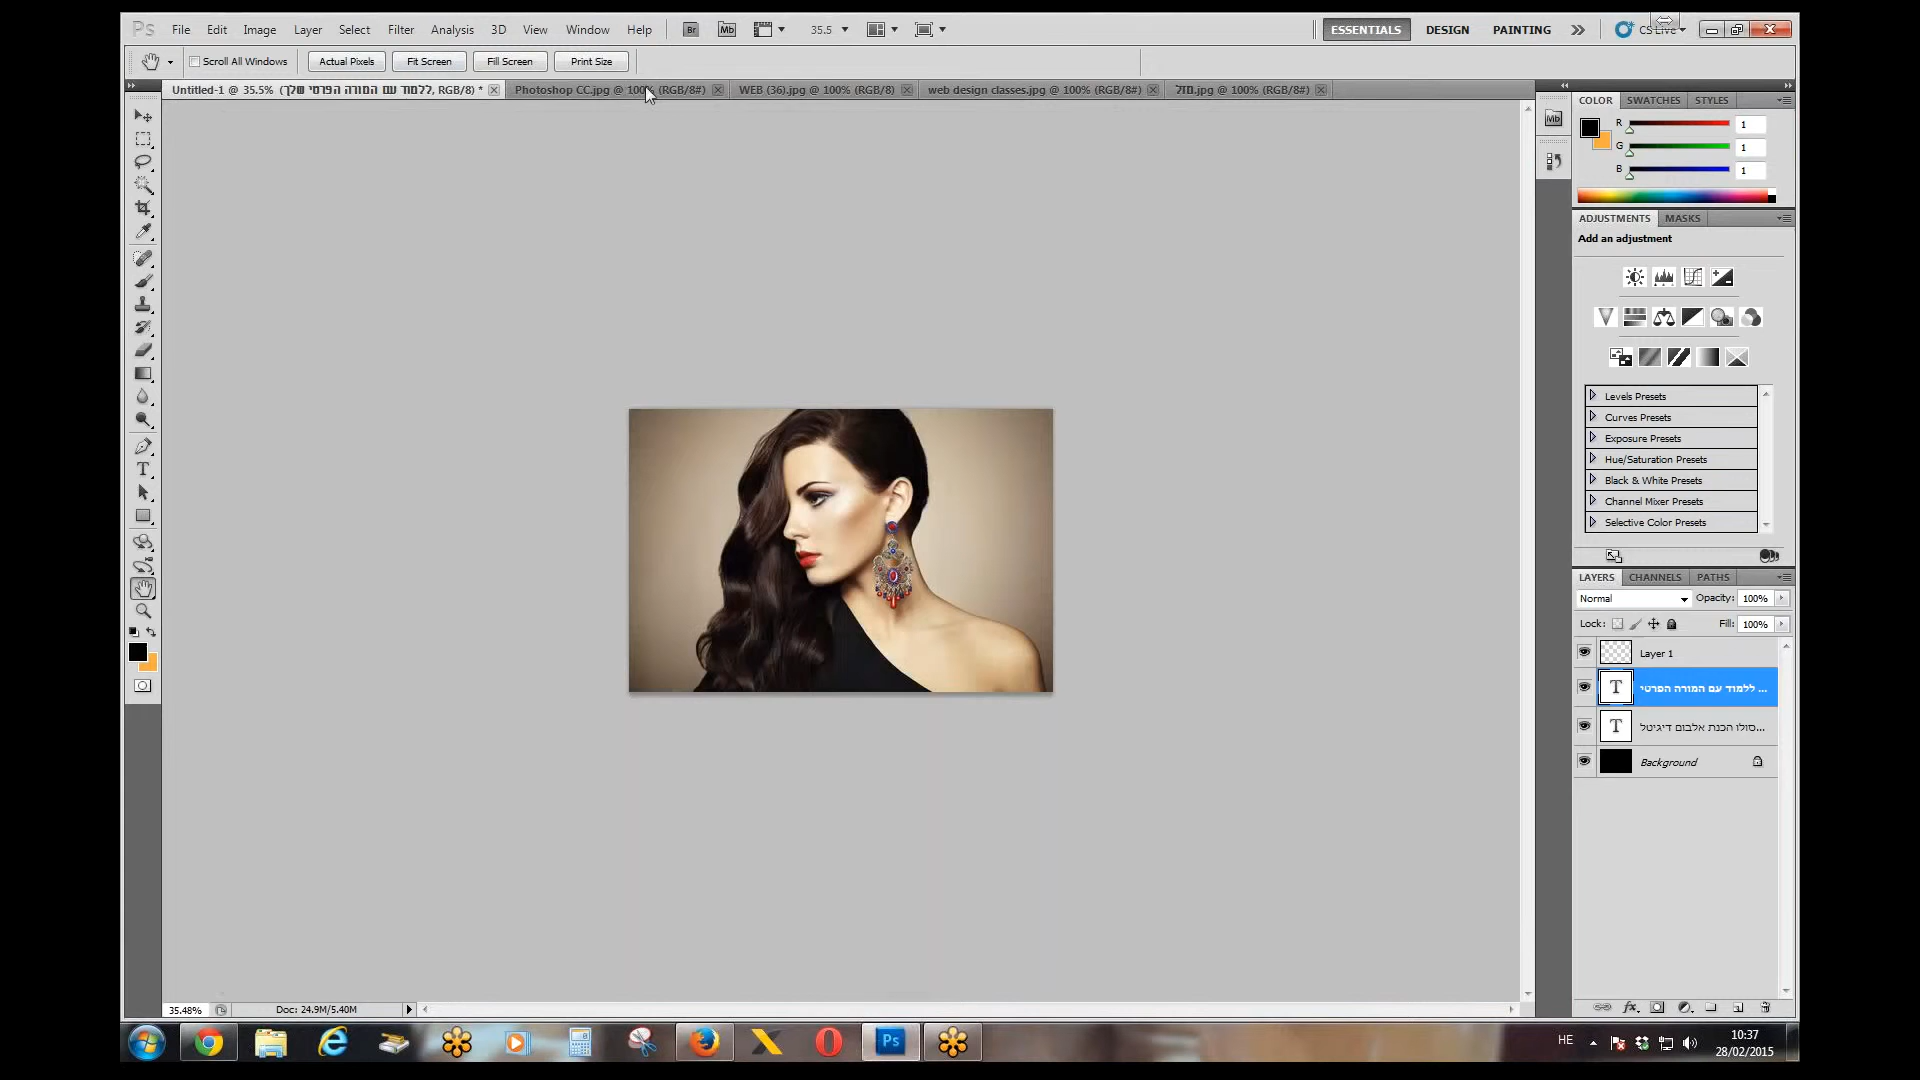 Ps File Edit Image Layer Select Filter Analysis 3D View Window Help Br Mb 35.5 ESSENTIALS DESIGN PAINTING CS Live
Scroll All Windows Actual Pixels Fit Screen Fill Screen Print Size
Untitled-1 @ 35.5% (ללמוד עם המורה הפרטי שלך, RGB/8) * Photoshop CC.jpg @ 100% (RGB/8#) WEB (36).jpg @ 100% (RGB/8) web design classes.jpg @ 100% (RGB/8#) מזל.jpg @ 100% (RGB/8#)
COLOR SWATCHES STYLES
Mb
R 1
G 1
B 1
ADJUSTMENTS MASKS
Add an adjustment
Levels Presets
Curves Presets
Exposure Presets
Hue/Saturation Presets
Black & White Presets
Channel Mixer Presets
Selective Color Presets
LAYERS CHANNELS PATHS
Normal Opacity: 100%
Lock: Fill: 100%
Layer 1
T ללמוד עם המורה הפרטי ...
T סולו הכנת אלבום דיגיטל...
Background
35.48% Doc: 24.9M/5.40M
Ps HE 10:37
28/02/2015